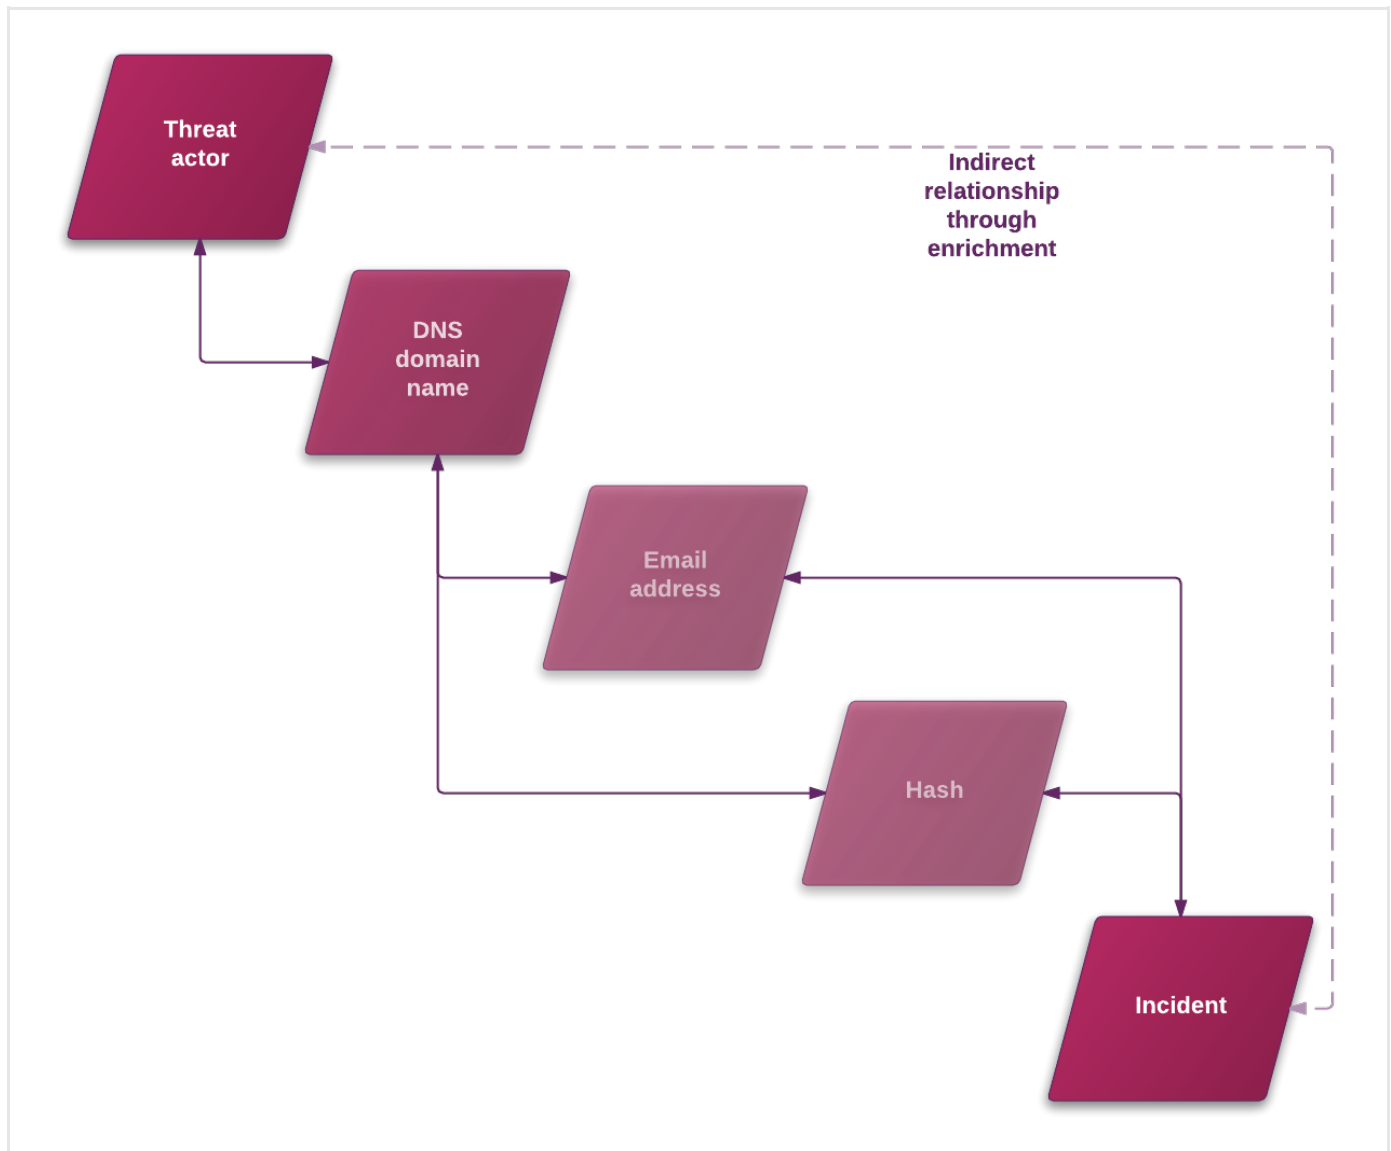 Threat
actor
Indirect
relationship
through
enrichment
DNS
domain
name
Email
address
Hash
Incident